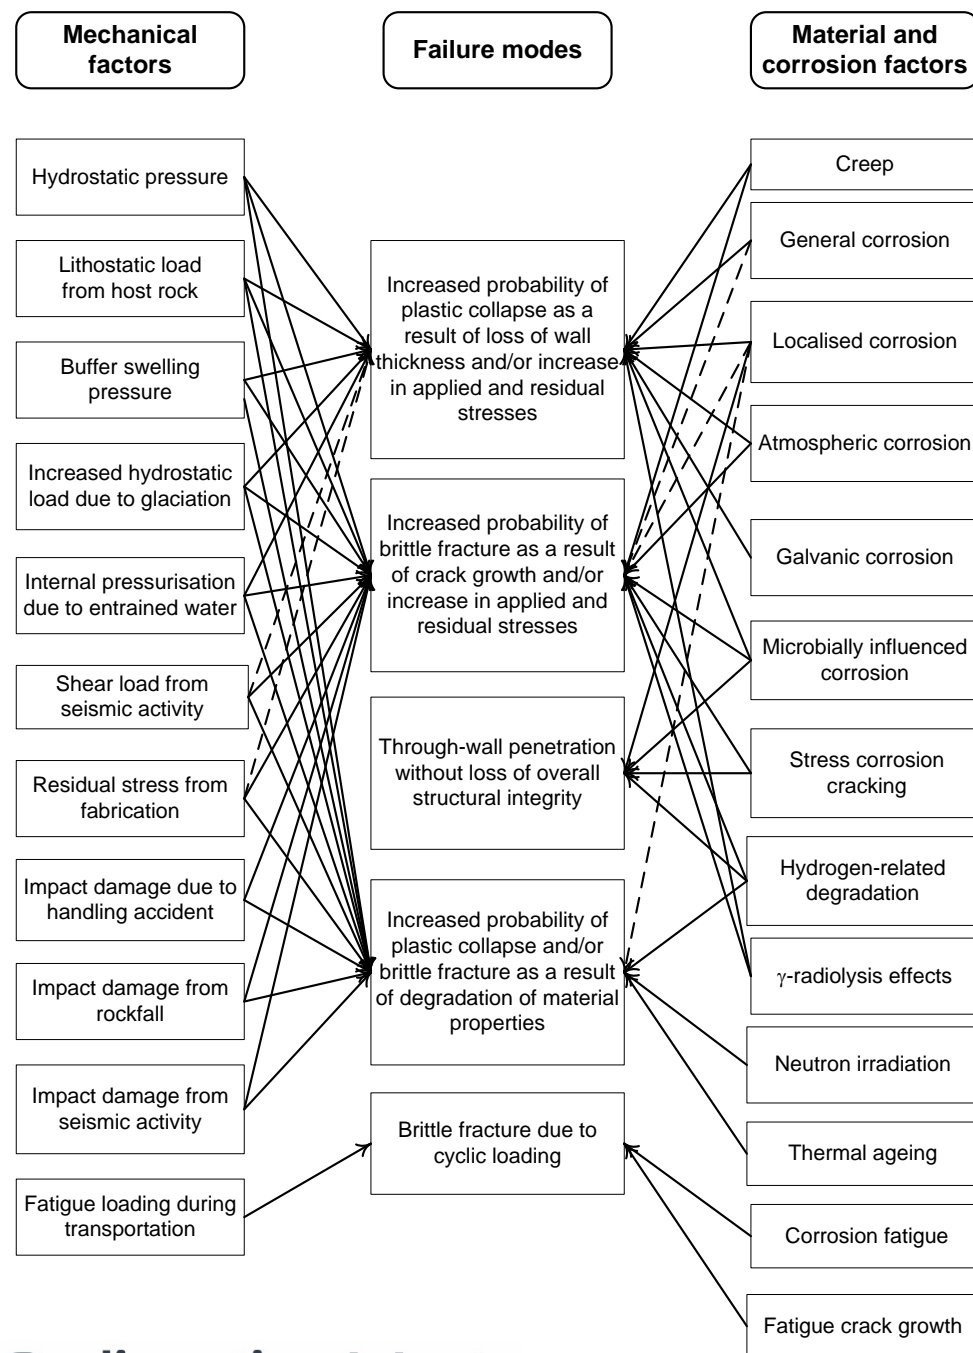 Mechanical
factors
Failure modes
Material and
corrosion factors
Hydrostatic pressure
Lithostatic load
from host rock
Buffer swelling
pressure
Increased hydrostatic
load due to glaciation
Internal pressurisation
due to entrained water
Shear load from
seismic activity
Residual stress from
fabrication
Impact damage due to
handling accident
Impact damage from
rockfall
Impact damage from
seismic activity
Fatigue loading during
transportation
Increased probability of
plastic collapse as a
result of loss of wall
thickness and/or increase
in applied and residual
stresses
Increased probability of
brittle fracture as a result
of crack growth and/or
increase in applied and
residual stresses
Through-wall penetration
without loss of overall
structural integrity
Increased probability of
plastic collapse and/or
brittle fracture as a result
of degradation of material
properties
Brittle fracture due to
cyclic loading
Creep
General corrosion
Localised corrosion
Atmospheric corrosion
Galvanic corrosion
Microbially influenced
corrosion
Stress corrosion
cracking
Hydrogen-related
degradation
γ-radiolysis effects
Neutron irradiation
Thermal ageing
Corrosion fatigue
Fatigue crack growth